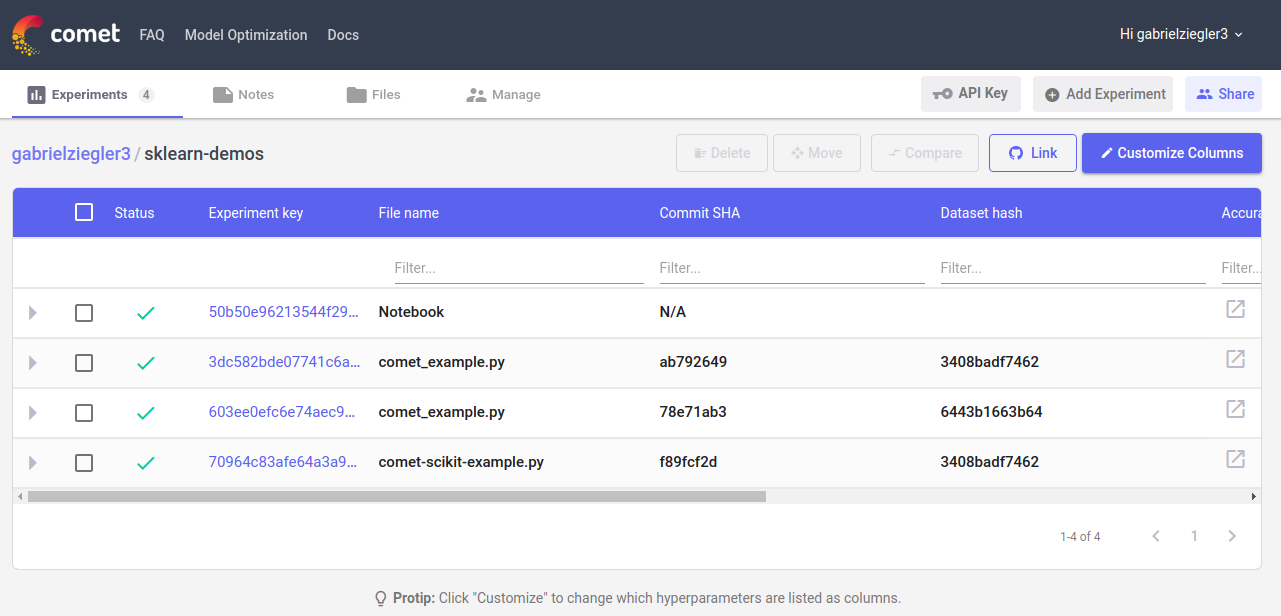 comet FAQ Model Optimization Docs Hi gabrielziegler3
Experiments 4 Notes Files Manage API Key Add Experiment Share
gabrielziegler3 / sklearn-demos Delete Move Compare Link Customize Columns
Status Experiment key File name Commit SHA Dataset hash Accura
Filter... Filter... Filter... Filter...
50b50e96213544f29... Notebook N/A
3dc582bde07741c6a... comet_example.py ab792649 3408badf7462
603ee0efc6e74aec9... comet_example.py 78e71ab3 6443b1663b64
70964c83afe64a3a9... comet-scikit-example.py f89fcf2d 3408badf7462
1-4 of 4 1
Protip: Click "Customize" to change which hyperparameters are listed as columns.